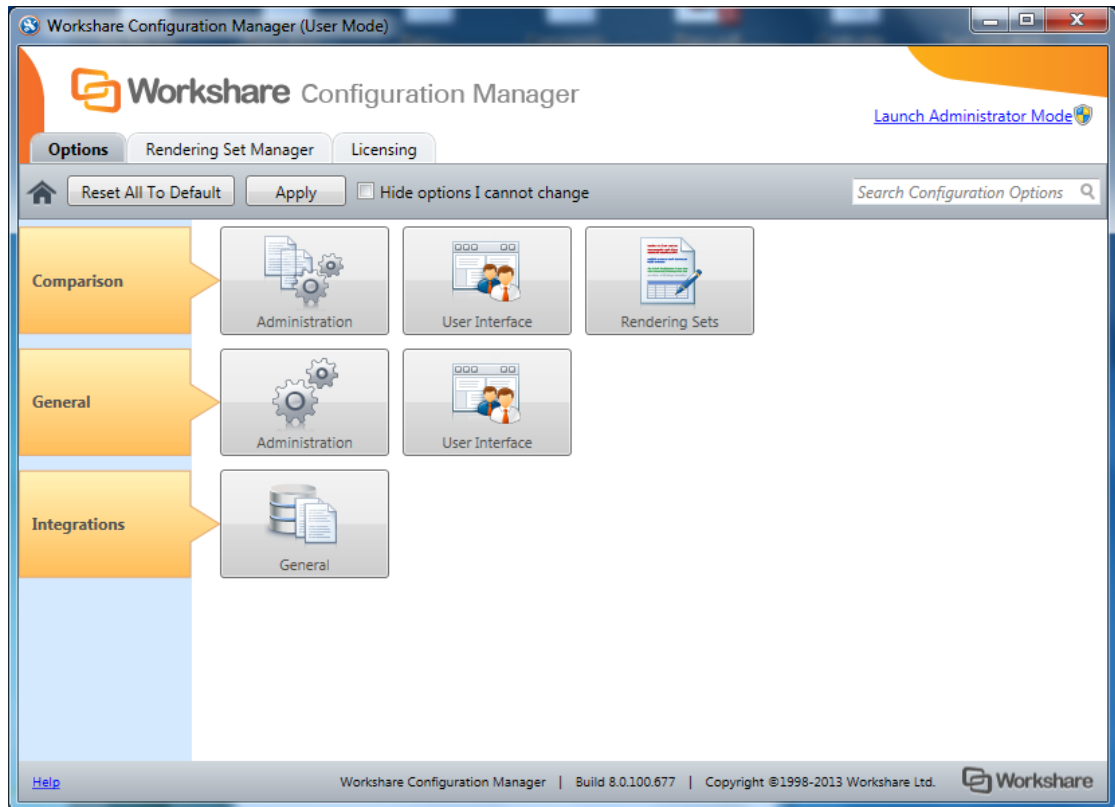 Workshare Configuration Manager (User Mode)
Workshare Configuration Manager
Launch Administrator Mode
Options Rendering Set Manager Licensing
Reset All To Default Apply Hide options I cannot change Search Configuration Options
Comparison
Administration User Interface Rendering Sets
General
Administration User Interface
Integrations
General
Help Workshare Configuration Manager | Build 8.0.100.677 | Copyright ©1998-2013 Workshare Ltd. Workshare